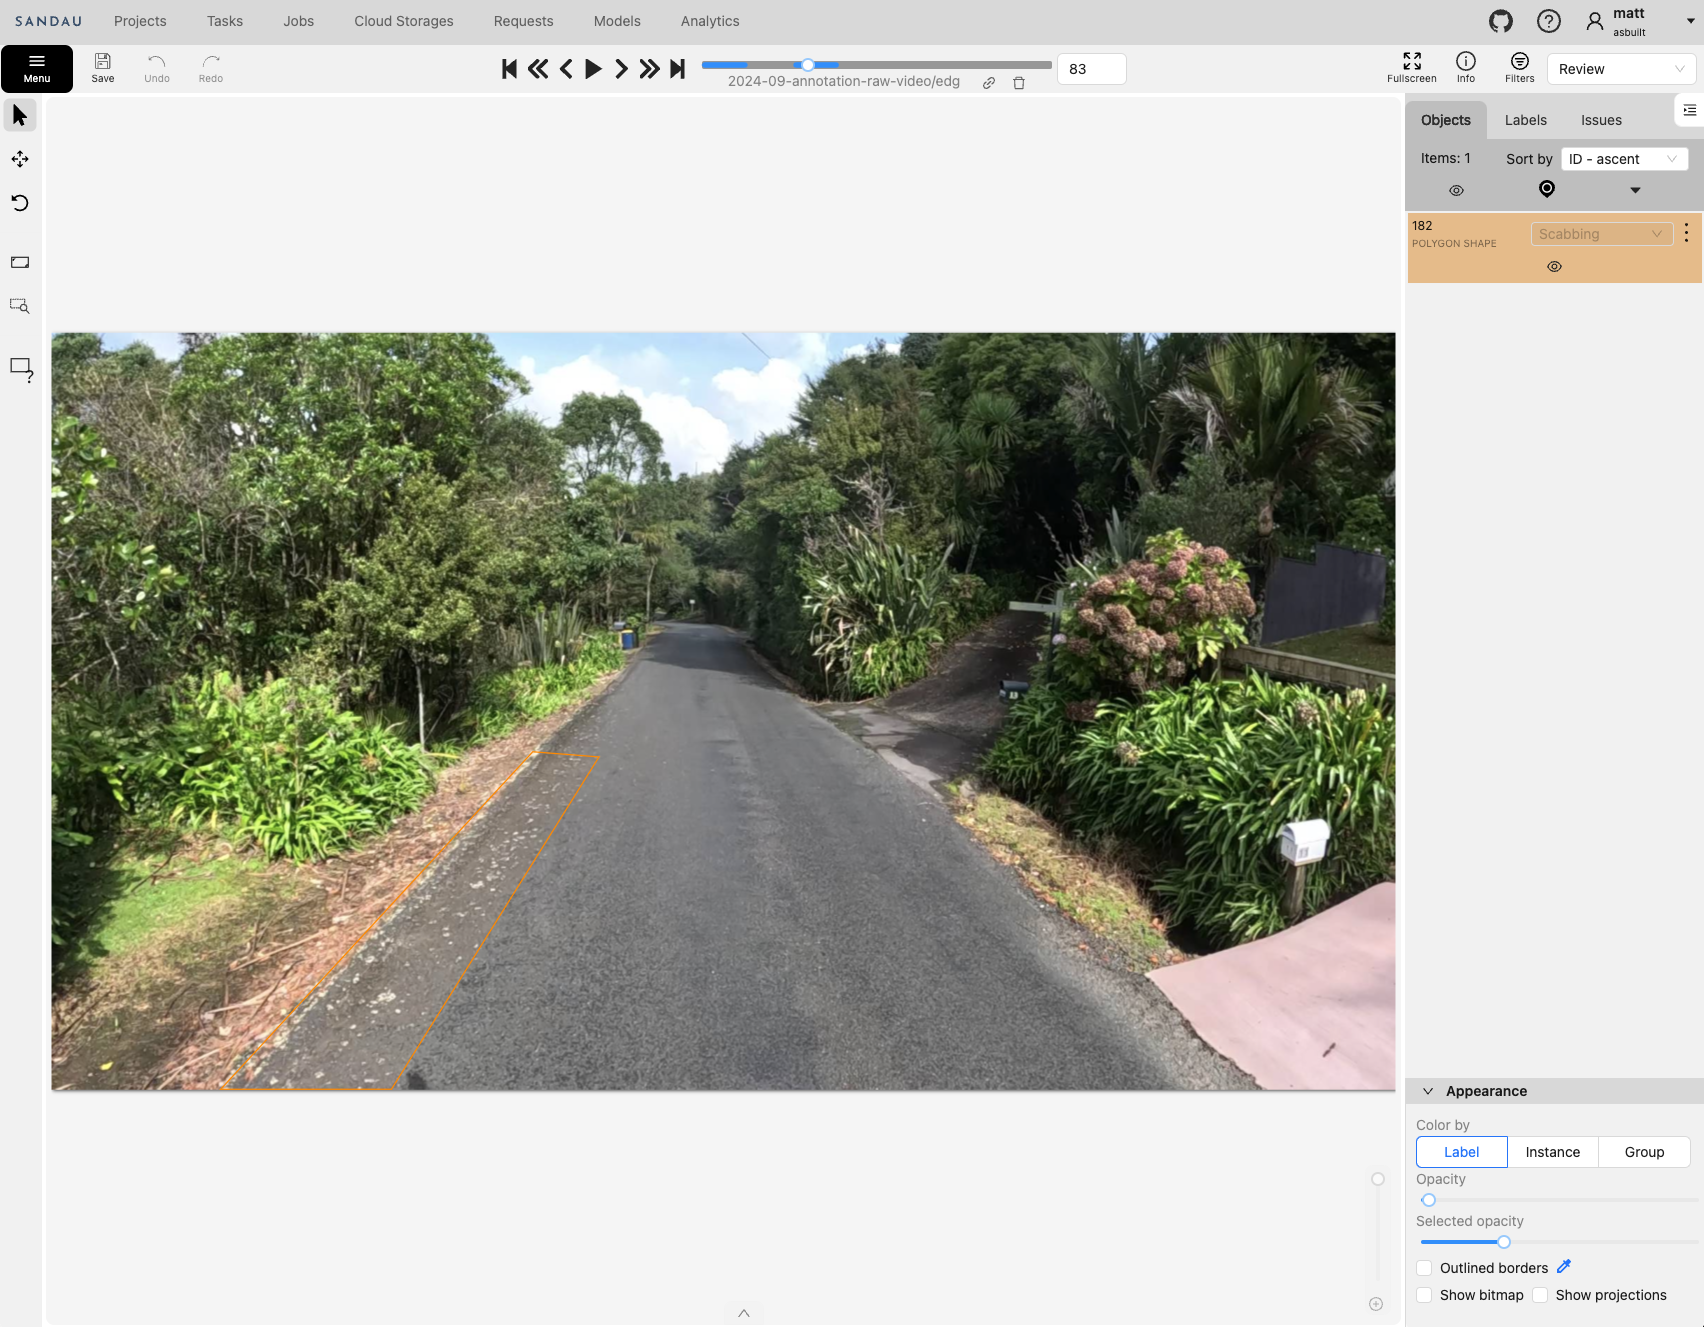 SANDAU Projects Tasks Jobs Cloud Storages Requests Models Analytics matt
asbuilt
Menu Save Undo Redo 2024-09-annotation-raw-video/edg 83 Fullscreen Info Filters Review
Objects Labels Issues
Items: 1 Sort by ID - ascent
182 Scabbing
POLYGON SHAPE
Appearance
Color by
Label Instance Group
Opacity
Selected opacity
Outlined borders
Show bitmap Show projections